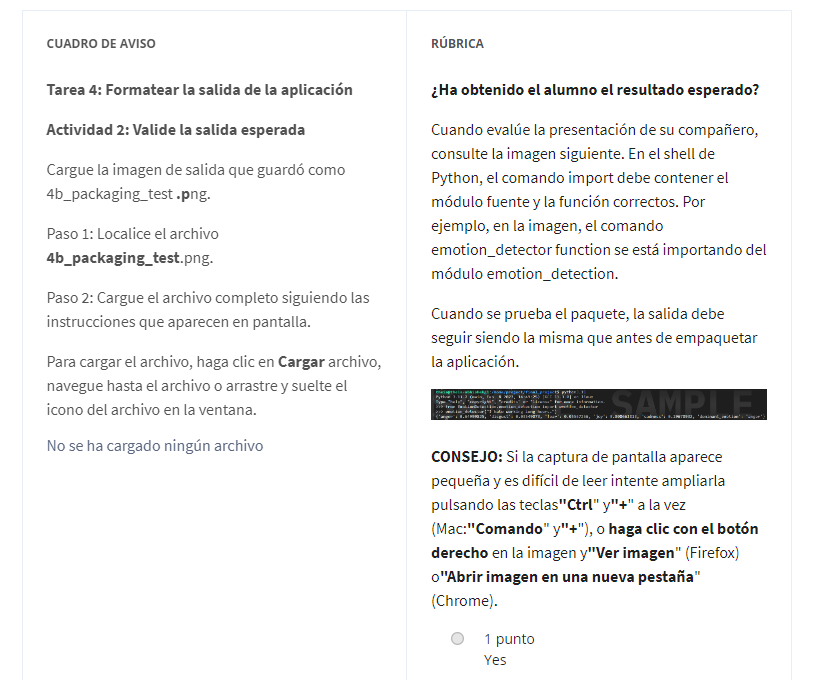 CUADRO DE AVISO
Tarea 4: Formatear la salida de la aplicación
Actividad 2: Valide la salida esperada
Cargue la imagen de salida que guardó como
4b_packaging_test .png.
Paso 1: Localice el archivo
4b_packaging_test.png.
Paso 2: Cargue el archivo completo siguiendo las
instrucciones que aparecen en pantalla.
Para cargar el archivo, haga clic en Cargar archivo,
navegue hasta el archivo o arrastre y suelte el
icono del archivo en la ventana.
No se ha cargado ningún archivo
RÚBRICA
¿Ha obtenido el alumno el resultado esperado?
Cuando evalúe la presentación de su compañero,
consulte la imagen siguiente. En el shell de
Python, el comando import debe contener el
módulo fuente y la función correctos. Por
ejemplo, en la imagen, el comando
emotion_detector function se está importando del
módulo emotion_detection.
Cuando se prueba el paquete, la salida debe
seguir siendo la misma que antes de empaquetar
la aplicación.
SAMPLE
CONSEJO: Si la captura de pantalla aparece
pequeña y es difícil de leer intente ampliarla
pulsando las teclas"Ctrl" y"+" a la vez
(Mac:"Comando" y"+"), o haga clic con el botón
derecho en la imagen y"Ver imagen" (Firefox)
o"Abrir imagen en una nueva pestaña"
(Chrome).
1 punto
Yes